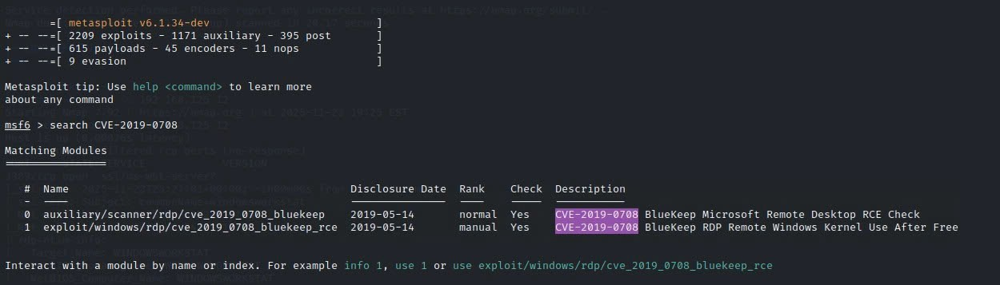 =[ metasploit v6.1.34-dev ]
+ -- --=[ 2209 exploits - 1171 auxiliary - 395 post ]
+ -- --=[ 615 payloads - 45 encoders - 11 nops ]
+ -- --=[ 9 evasion ]
Metasploit tip: Use help <command> to learn more
about any command
msf6 > search CVE-2019-0708
Matching Modules
================
# Name Disclosure Date Rank Check Description
- ---- --------------- ---- ----- -----------
0 auxiliary/scanner/rdp/cve_2019_0708_bluekeep 2019-05-14 normal Yes CVE-2019-0708 BlueKeep Microsoft Remote Desktop RCE Check
1 exploit/windows/rdp/cve_2019_0708_bluekeep_rce 2019-05-14 manual Yes CVE-2019-0708 BlueKeep RDP Remote Windows Kernel Use After Free
Interact with a module by name or index. For example info 1, use 1 or use exploit/windows/rdp/cve_2019_0708_bluekeep_rce